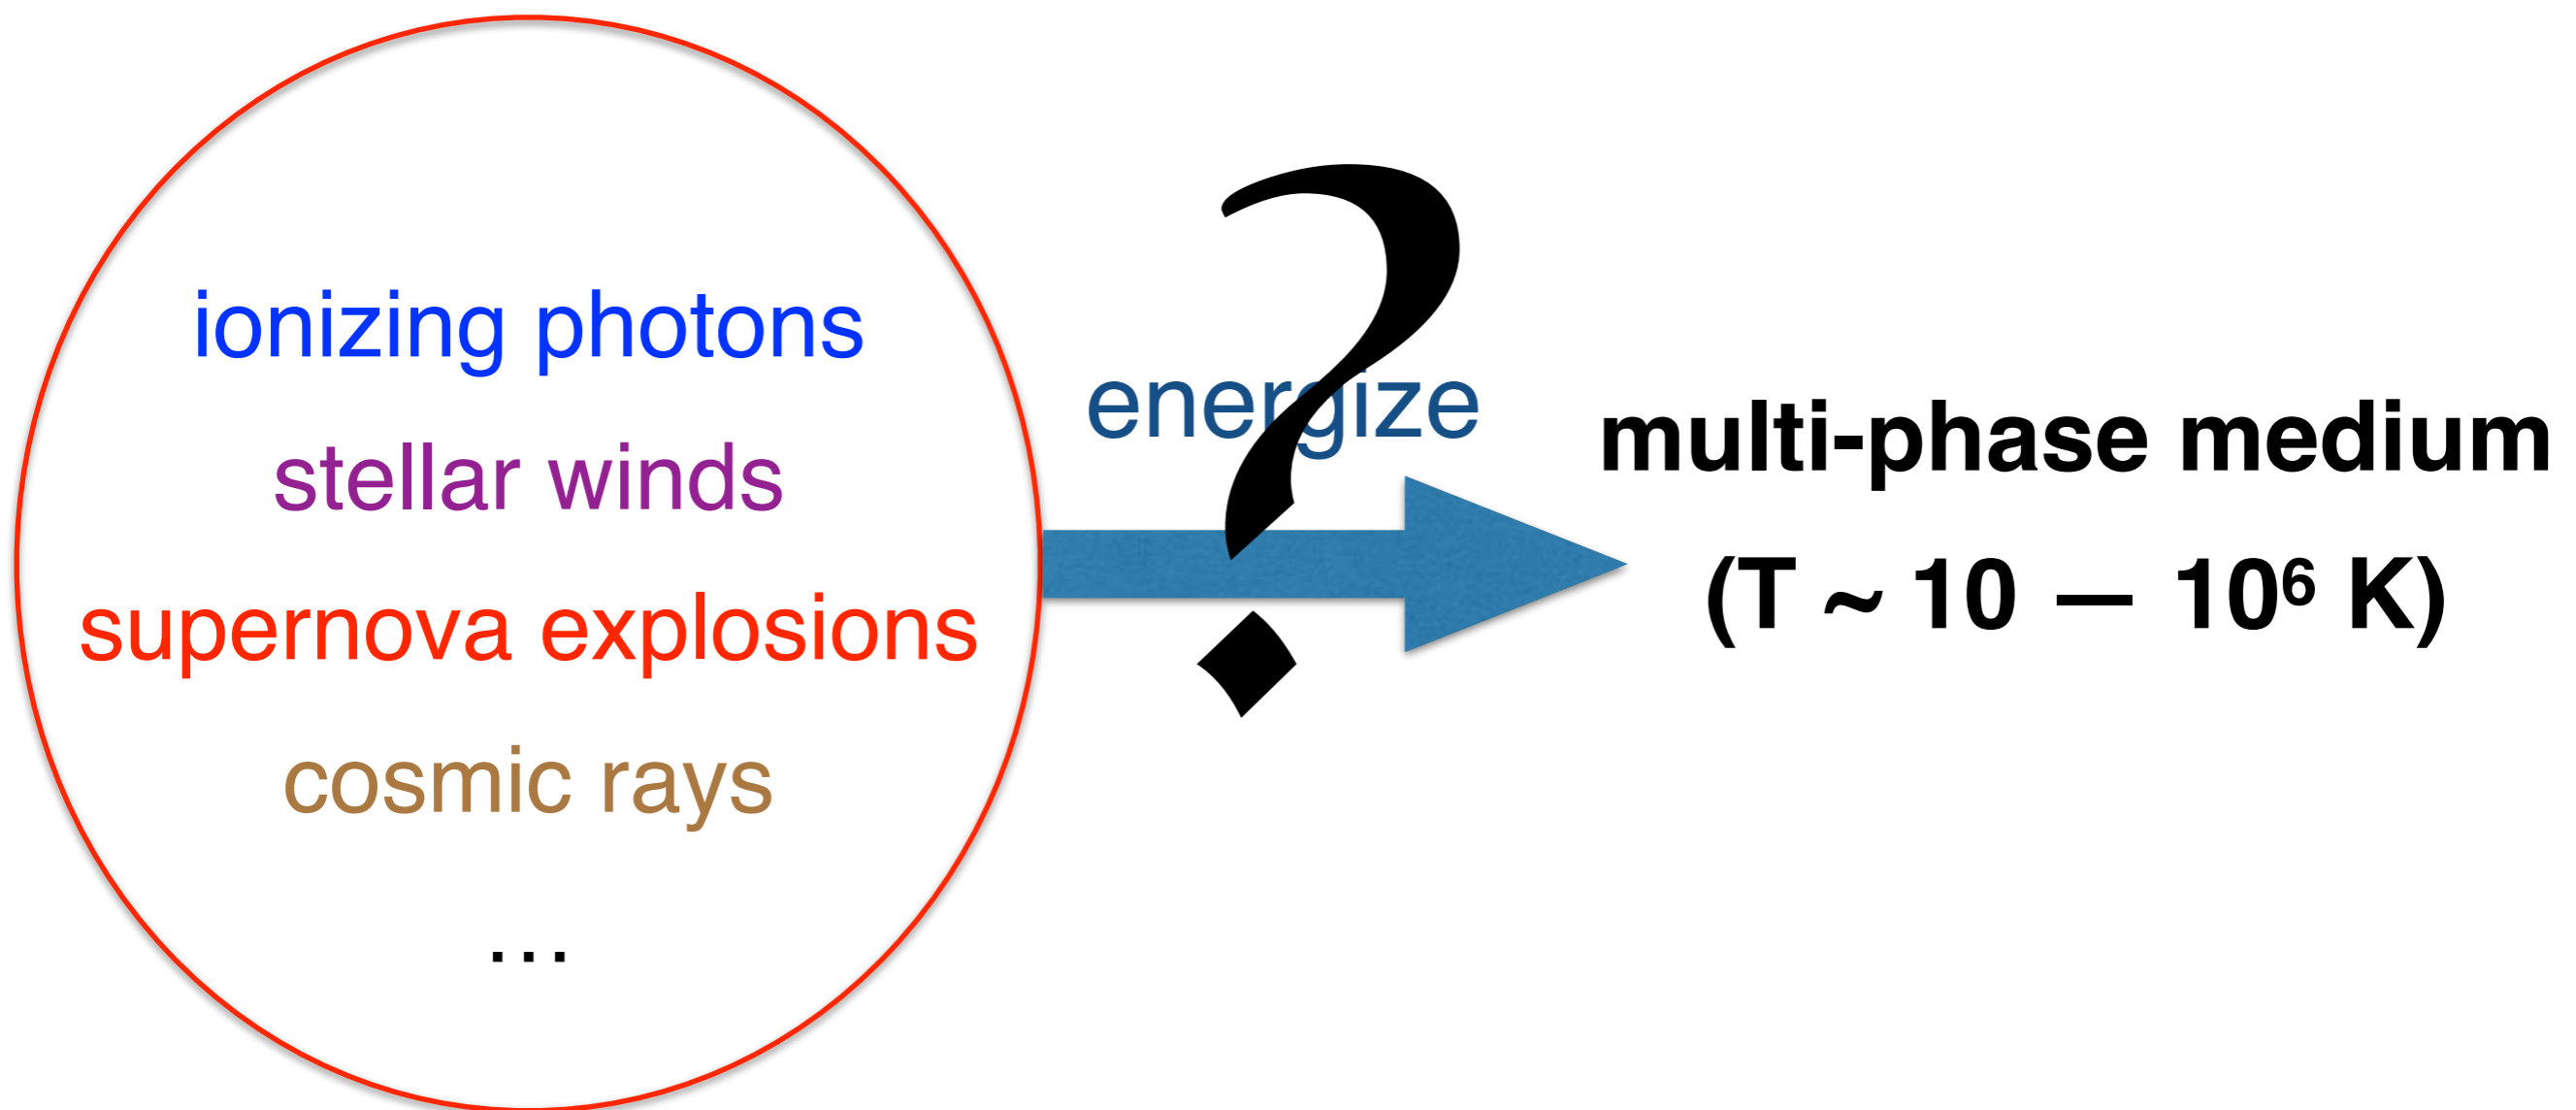 ionizing photons
stellar winds
supernova explosions
cosmic rays
...
energize
?
multi-phase medium
(T ~ 10 — 10⁶ K)